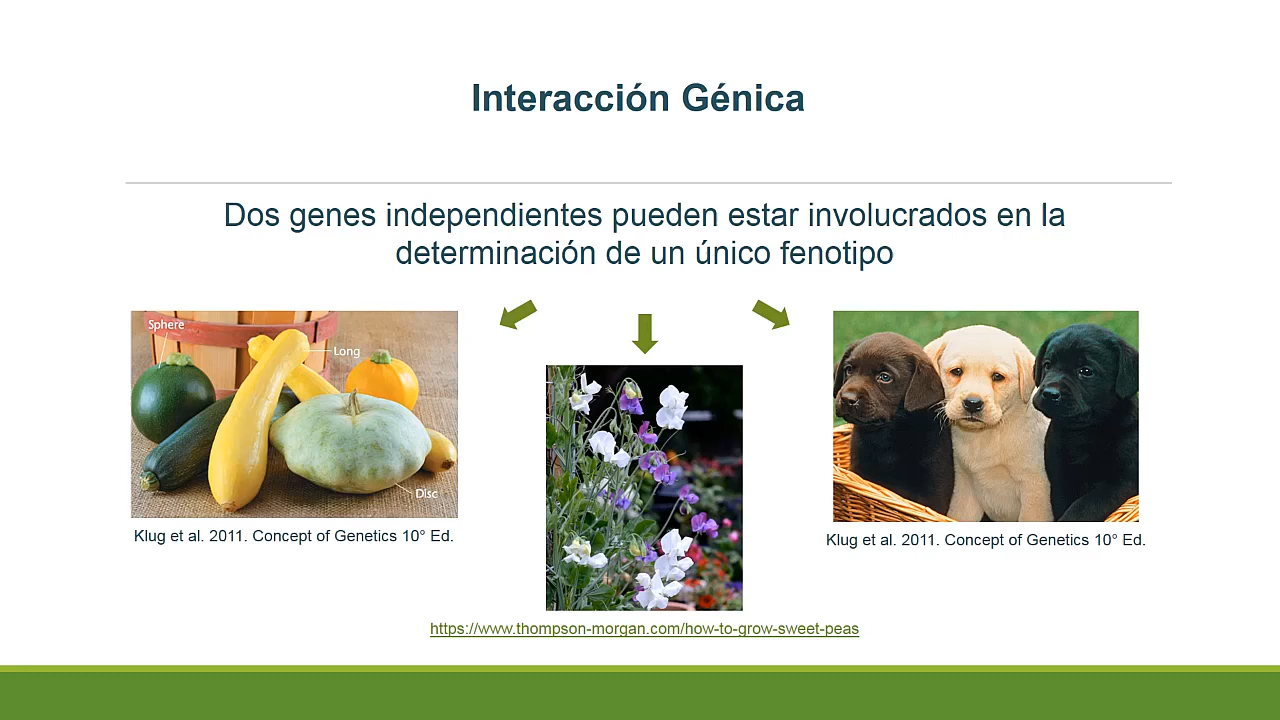 Interacción Génica
Dos genes independientes pueden estar involucrados en la
determinación de un único fenotipo
Sphere
Long
Disc
Klug et al. 2011. Concept of Genetics 10° Ed.
https://www.thompson-morgan.com/how-to-grow-sweet-peas
Klug et al. 2011. Concept of Genetics 10° Ed.